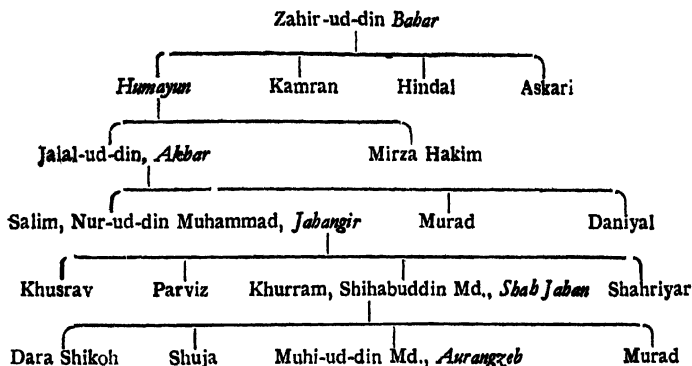 Zahir-ud-din Babar
Humayun Kamran Hindal Askari
Jalal-ud-din, Akbar Mirza Hakim
Salim, Nur-ud-din Muhammad, Jahangir Murad Daniyal
Khusrav Parviz Khurram, Shihabuddin Md., Shah Jahan Shahriyar
Dara Shikoh Shuja Muhi-ud-din Md., Aurangzeb Murad